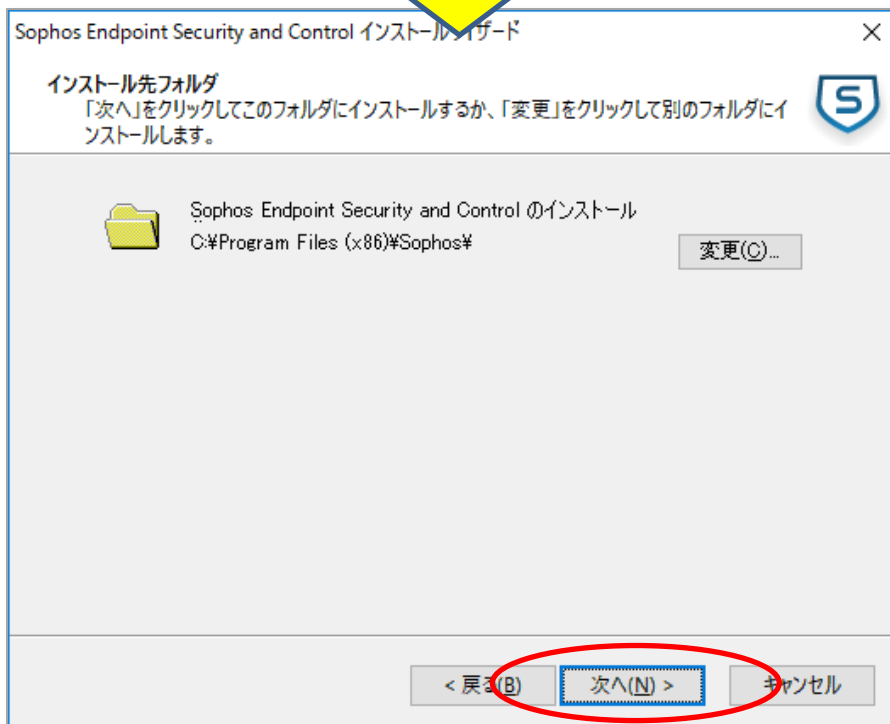 Sophos Endpoint Security and Control インストールウィザード
インストール先フォルダ
「次へ」をクリックしてこのフォルダにインストールするか、「変更」をクリックして別のフォルダにイ
ンストールします。
Sophos Endpoint Security and Control のインストール
C:¥Program Files (x86)¥Sophos¥
変更(C)...
< 戻る(B)
次へ(N) >
キャンセル